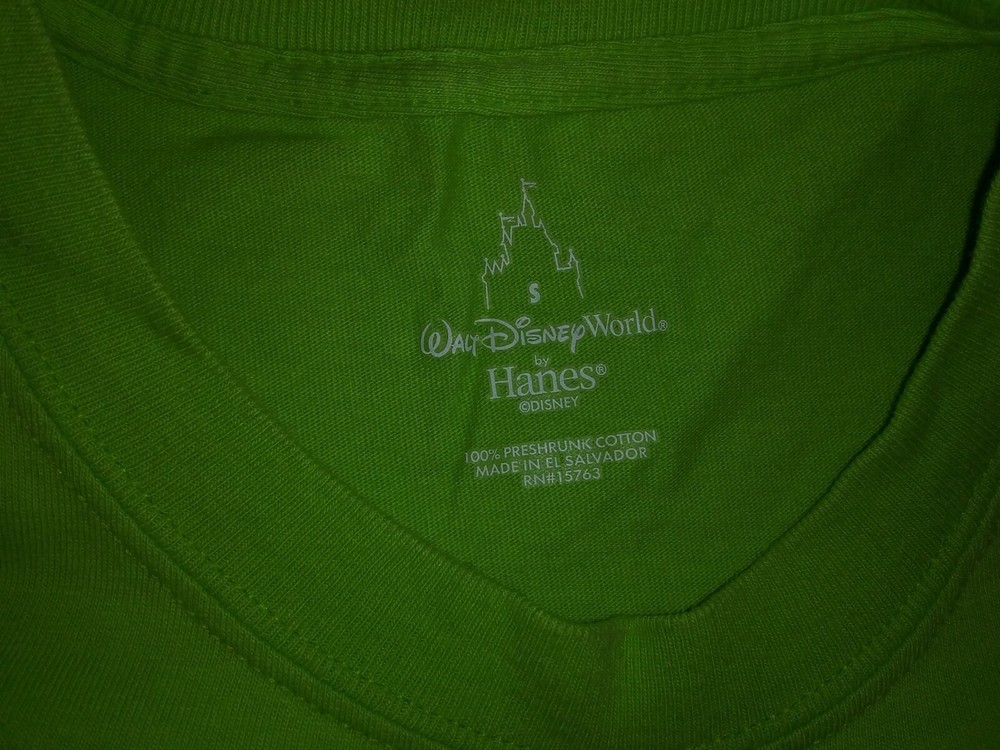 S
WALT DISNEY World®
by
Hanes®
©DISNEY
100% PRESHRUNK COTTON
MADE IN EL SALVADOR
RN#15763